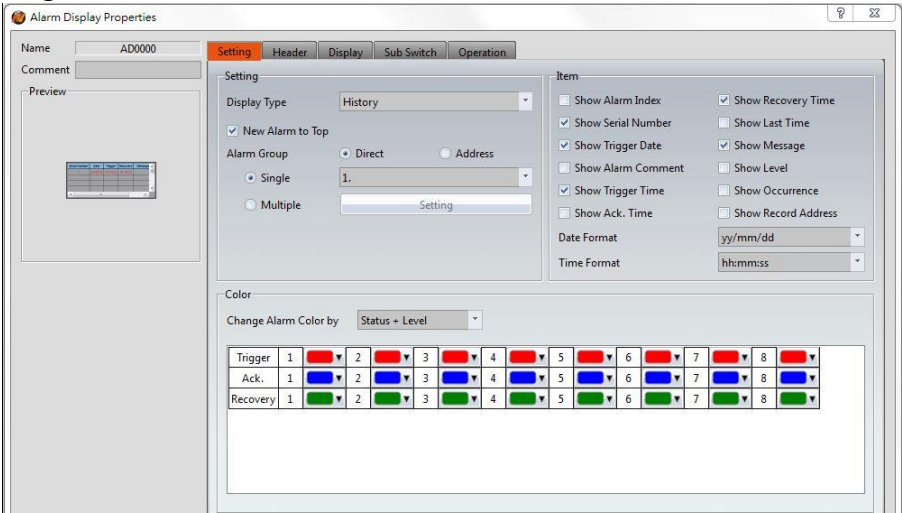 Alarm Display Properties
Name AD0000
Comment
Preview
Setting Header Display Sub Switch Operation
Setting
Display Type History
New Alarm to Top
Alarm Group Direct Address
Single 1.
Multiple Setting
Item
Show Alarm Index Show Recovery Time
Show Serial Number Show Last Time
Show Trigger Date Show Message
Show Alarm Comment Show Level
Show Trigger Time Show Occurrence
Show Ack. Time Show Record Address
Date Format yy/mm/dd
Time Format hh:mm:ss
Color
Change Alarm Color by Status + Level
Trigger 1 2 3 4 5 6 7 8
Ack. 1 2 3 4 5 6 7 8
Recovery 1 2 3 4 5 6 7 8